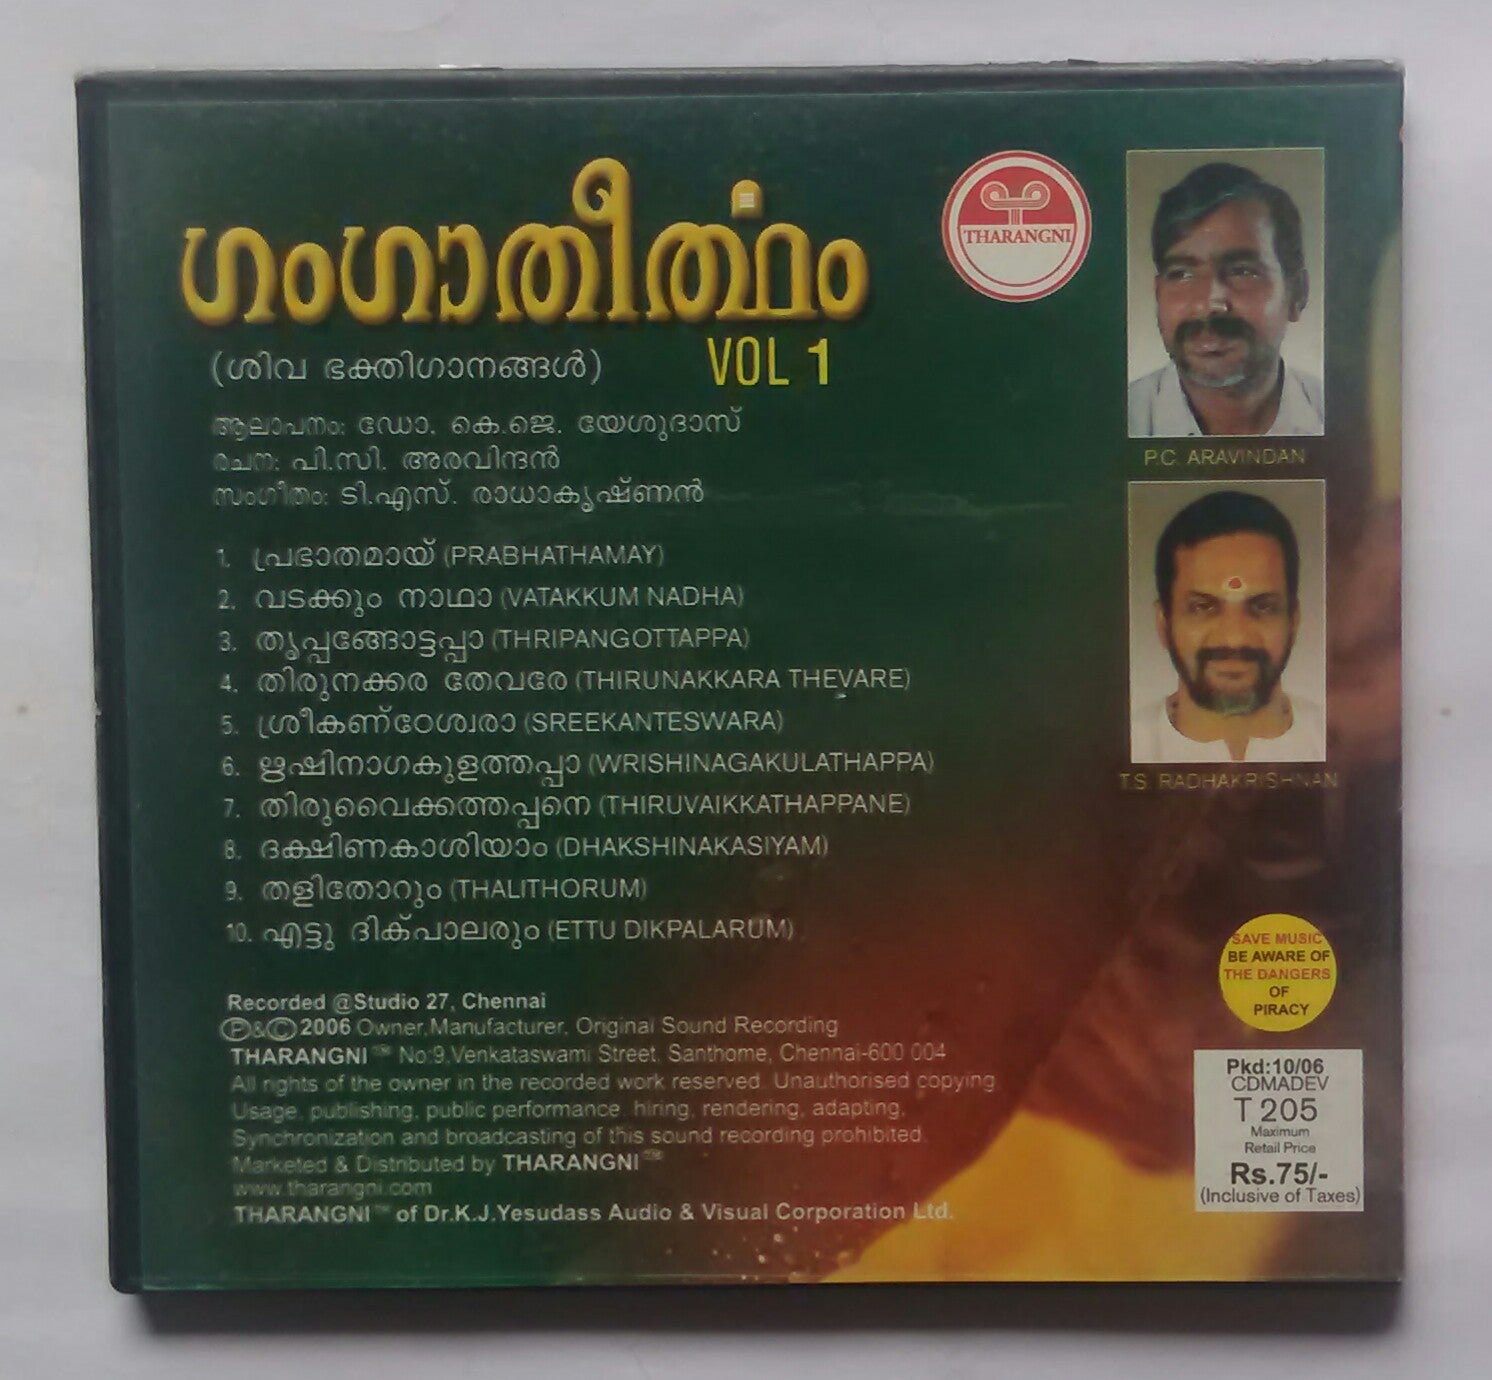 ഗംഗാതീർത്ഥം
VOL 1
(ശിവ ഭക്തിഗാനങ്ങൾ)
ആലാപനം: ഡോ. കെ.ജെ. യേശുദാസ്
രചന: പി.സി. അരവിന്ദൻ
സംഗീതം: ടി.എസ്. രാധാകൃഷ്ണൻ
1. പ്രഭാതമായ് (PRABHATHAMAY)
2. വടക്കും നാഥാ (VATAKKUM NADHA)
3. തൃപ്പങ്ങോട്ടപ്പാ (THRIPANGOTTAPPA)
4. തിരുനക്കര തേവരേ (THIRUNAKKARA THEVARE)
5. ശ്രീകണ്ഠേശ്വരാ (SREEKANTESWARA)
6. ഋഷിനാഗകുളത്തപ്പാ (WRISHINAGAKULATHAPPA)
7. തിരുവൈക്കത്തപ്പനെ (THIRUVAIKKATHAPPANE)
8. ദക്ഷിണകാശിയാം (DHAKSHINAKASIYAM)
9. തളിതോറും (THALITHORUM)
10. എട്ടു ദിക്പാലരും (ETTU DIKPALARUM)
Recorded @Studio 27, Chennai
Ⓟ&Ⓒ 2006 Owner, Manufacturer, Original Sound Recording
THARANGNI™ No:9,Venkataswami Street, Santhome, Chennai-600 004
All rights of the owner in the recorded work reserved. Unauthorised copying,
Usage, publishing, public performance, hiring, rendering, adapting,
Synchronization and broadcasting of this sound recording prohibited.
Marketed & Distributed by THARANGNI™
www.tharangni.com
THARANGNI™ of Dr.K.J.Yesudass Audio & Visual Corporation Ltd.
THARANGNI
P.C. ARAVINDAN
T.S. RADHAKRISHNAN
SAVE MUSIC
BE AWARE OF
THE DANGERS
OF
PIRACY
Pkd:10/06
CDMADEV
T 205
Maximum
Retail Price
Rs.75/-
(Inclusive of Taxes)